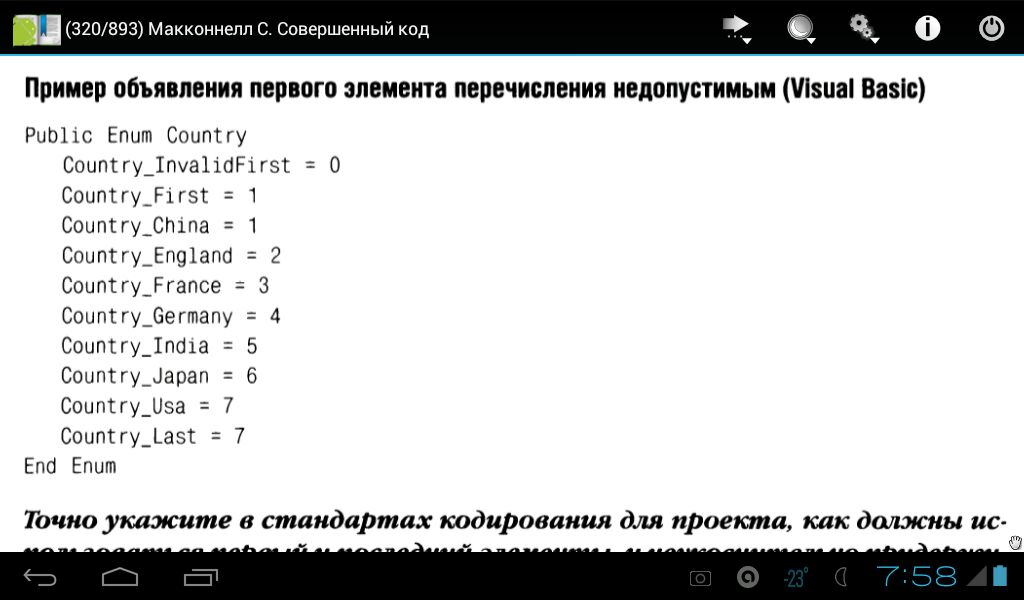 (320/893) Макконнелл С. Совершенный код
Пример объявления первого элемента перечисления недопустимым (Visual Basic)
Public Enum Country
Country_InvalidFirst = 0
Country_First = 1
Country_China = 1
Country_England = 2
Country_France = 3
Country_Germany = 4
Country_India = 5
Country_Japan = 6
Country_Usa = 7
Country_Last = 7
End Enum
Точно укажите в стандартах кодирования для проекта, как должны ис-
-23°
7:58